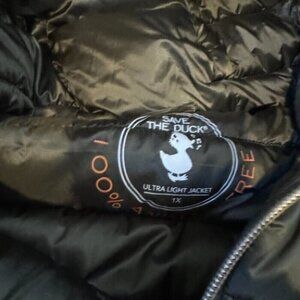 SAVE
THE DUCK®
ULTRA LIGHT JACKET
1X
100%